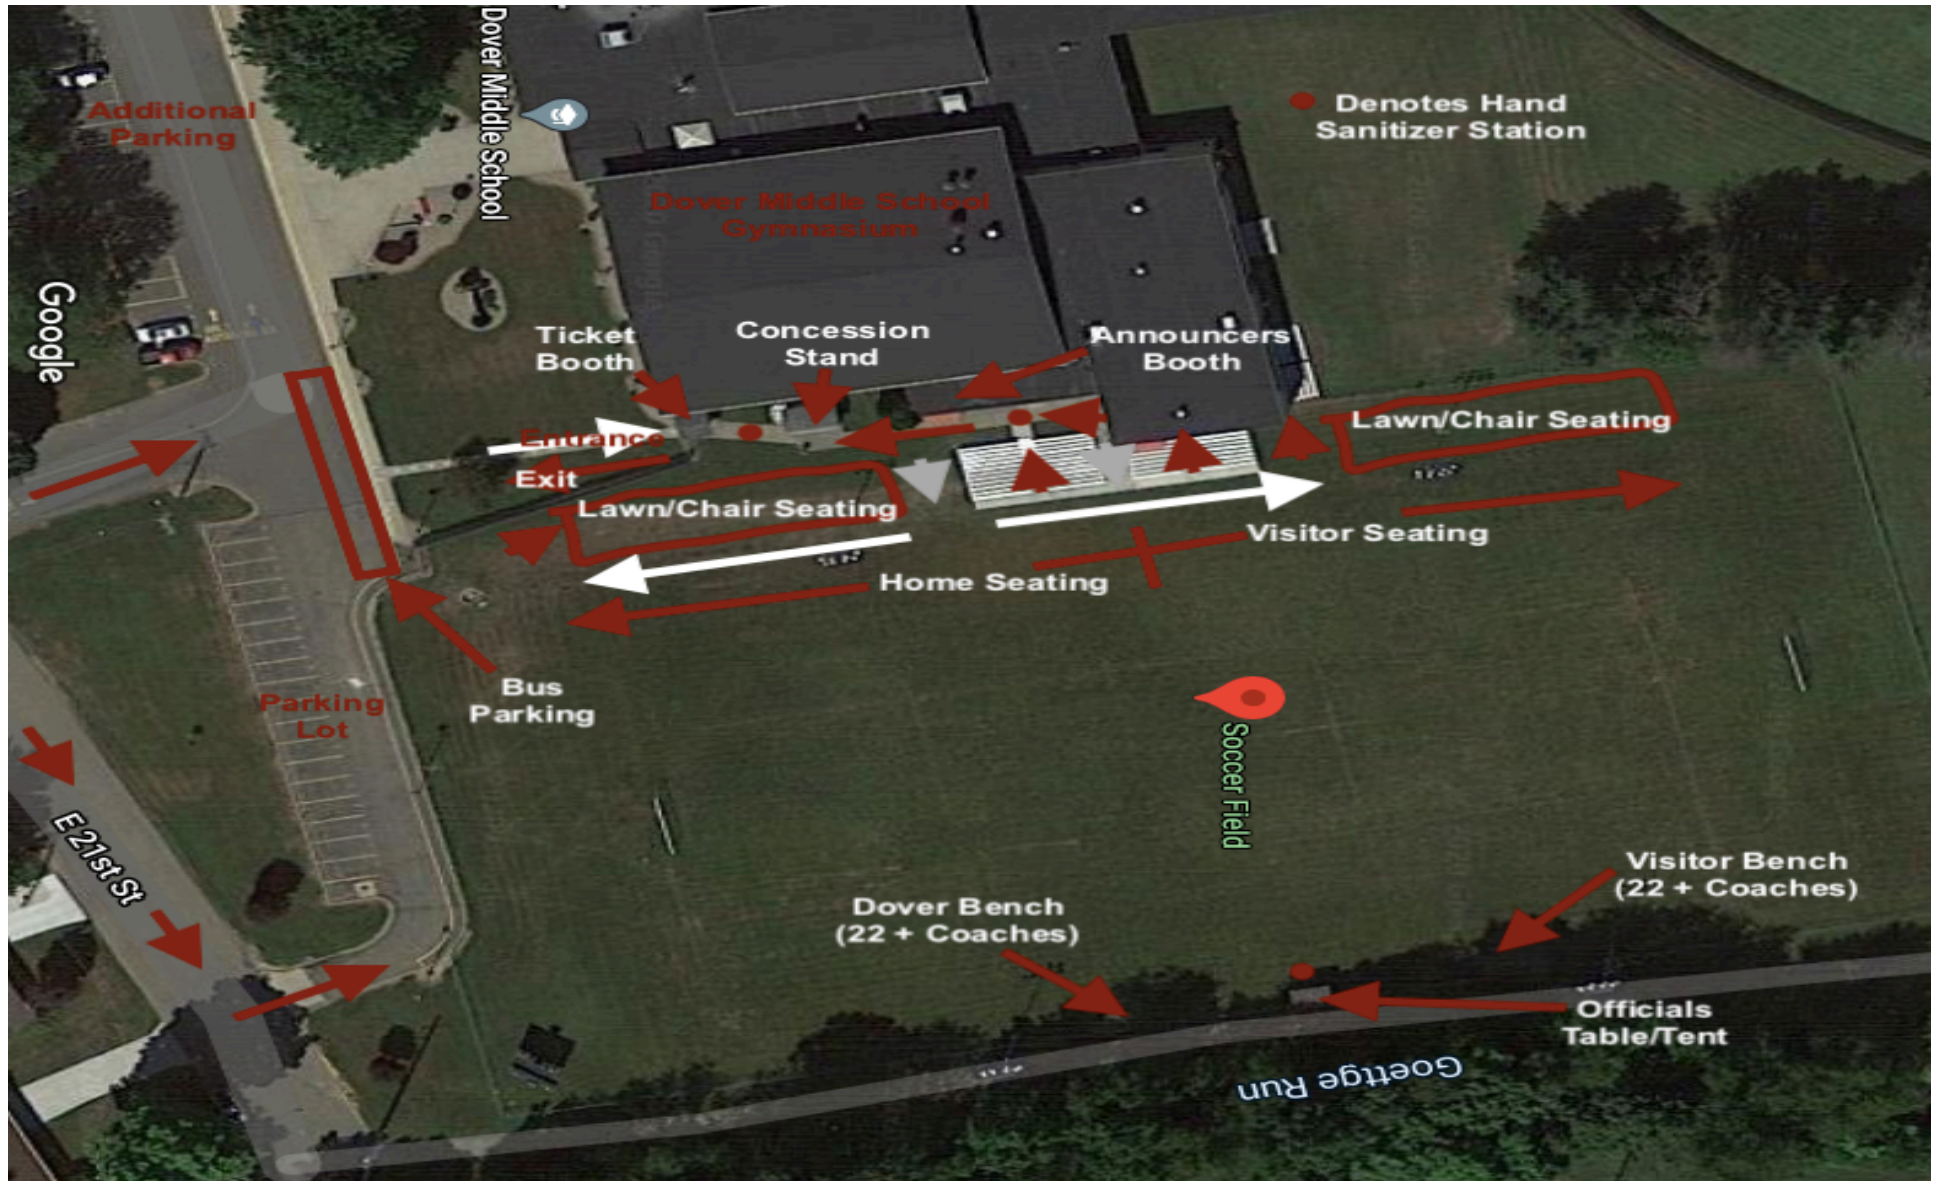 Dover Middle School
Additional
Parking
Denotes Hand
Sanitizer Station
Dover Middle School
Gymnasium
Google
Ticket
Booth
Concession
Stand
Announcers
Booth
Entrance
Exit
Lawn/Chair Seating
Lawn/Chair Seating
Visitor Seating
Home Seating
Bus
Parking
Parking
Lot
Soccer Field
E 21st St
Dover Bench
(22 + Coaches)
Visitor Bench
(22 + Coaches)
Officials
Table/Tent
Goettge Run